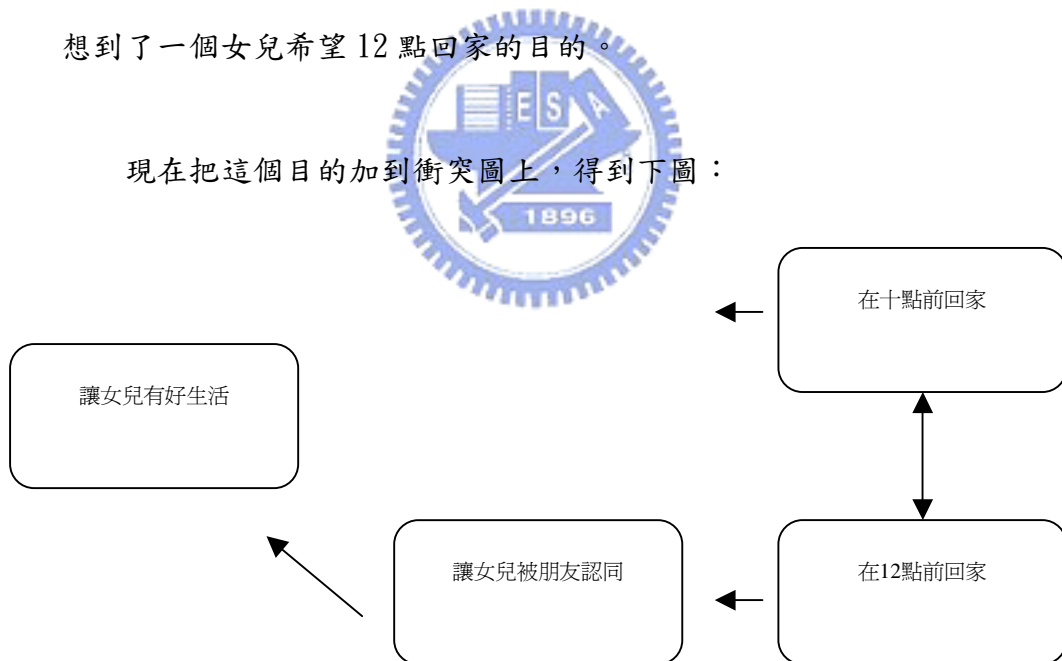 想到了一個女兒希望 12 點回家的目的。
E S A
現在把這個目的加到衝突圖上，得到下圖：
1896
在十點前回家
讓女兒有好生活
讓女兒被朋友認同
在12點前回家